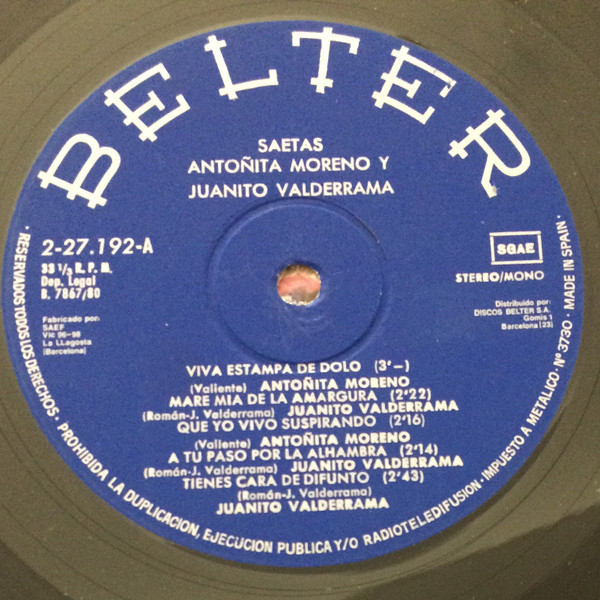 BELTER
SAETAS
ANTOÑITA MORENO Y
JUANITO VALDERRAMA
2-27.192-A
33 1/3 R. P. M.
Dep. Legal
B. 7867/80
Fabricado por:
SAEF
Vic 96-98
La LLagosta
(Barcelona)
SGAE
STEREO/MONO
Distribuido por:
DISCOS BELTER S.A.
Gomis 1
Barcelona (23)
VIVA ESTAMPA DE DOLO (3'—)
(Valiente) ANTOÑITA MORENO
MARE MIA DE LA AMARGURA (2'22)
(Román-J. Valderrama) JUANITO VALDERRAMA
QUE YO VIVO SUSPIRANDO (2'16)
(Valiente) ANTOÑITA MORENO
A TU PASO POR LA ALHAMBRA (2'14)
(Román-J. Valderrama) JUANITO VALDERRAMA
TIENES CARA DE DIFUNTO (2'43)
(Román-J. Valderrama)
JUANITO VALDERRAMA
· RESERVADOS TODOS LOS DERECHOS · PROHIBIDA LA DUPLICACION, EJECUCION PUBLICA Y/O RADIOTELEDIFUSION · IMPUESTO A METALICO · Nº 3730 · MADE IN SPAIN ·